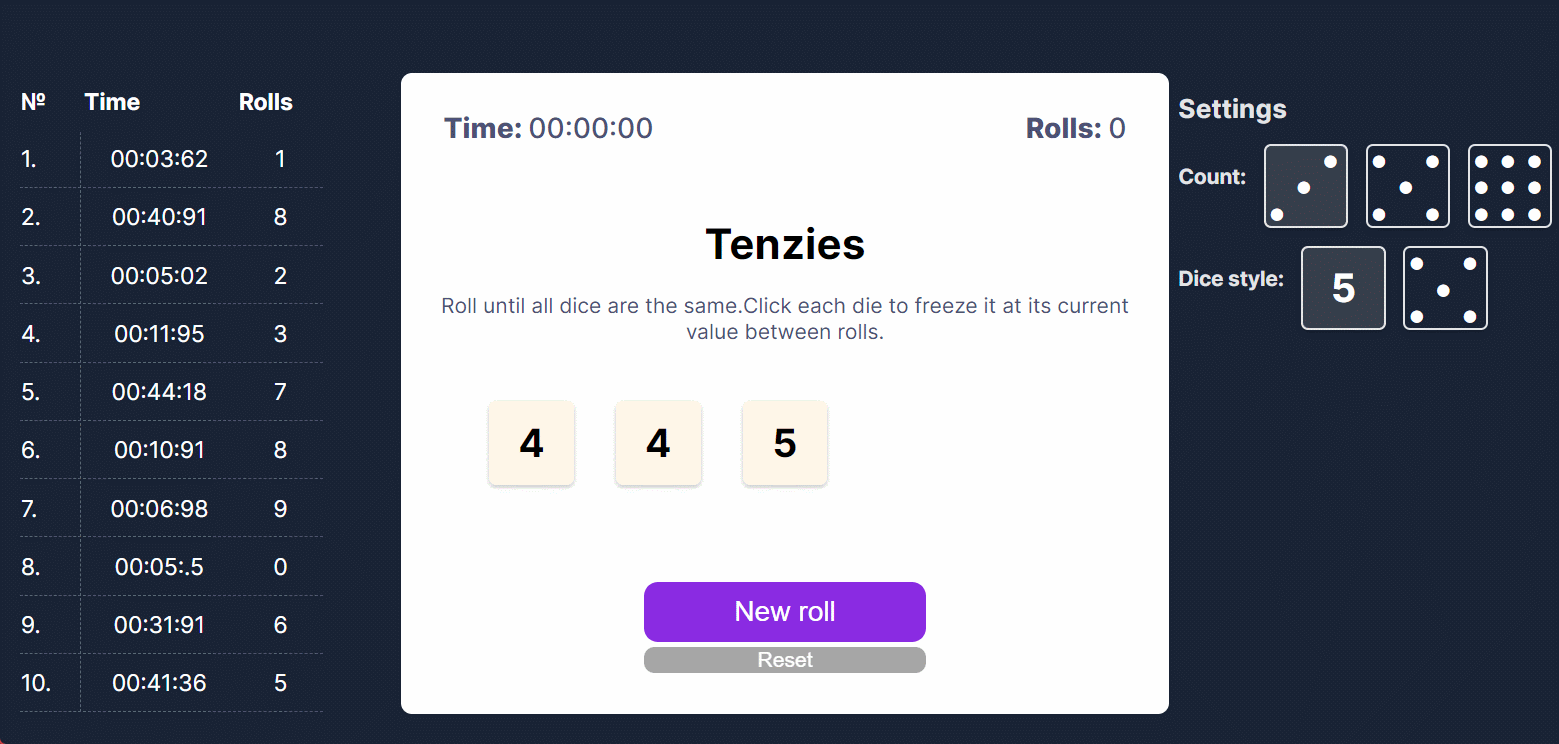 № Time Rolls
1. 00:03:62 1
2. 00:40:91 8
3. 00:05:02 2
4. 00:11:95 3
5. 00:44:18 7
6. 00:10:91 8
7. 00:06:98 9
8. 00:05:.5 0
9. 00:31:91 6
10. 00:41:36 5
Time: 00:00:00 Rolls: 0
Tenzies
Roll until all dice are the same.Click each die to freeze it at its current
value between rolls.
4 4 5
New roll
Reset
Settings
Count:
Dice style: 5